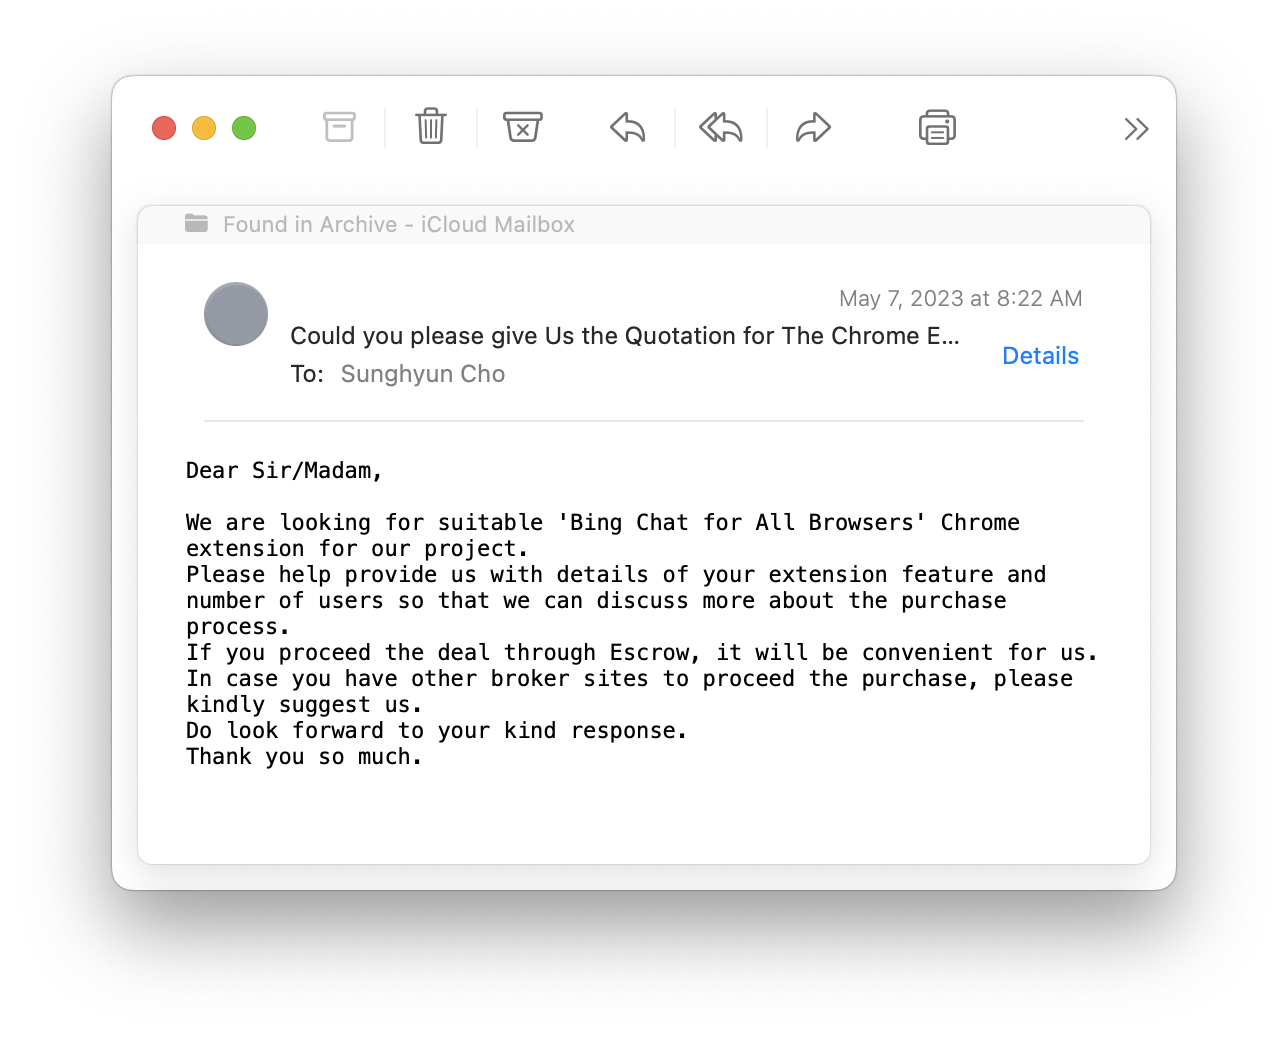 Found in Archive - iCloud Mailbox
May 7, 2023 at 8:22 AM
Could you please give Us the Quotation for The Chrome E...
Details
To: Sunghyun Cho
Dear Sir/Madam,
We are looking for suitable 'Bing Chat for All Browsers' Chrome
extension for our project.
Please help provide us with details of your extension feature and
number of users so that we can discuss more about the purchase
process.
If you proceed the deal through Escrow, it will be convenient for us.
In case you have other broker sites to proceed the purchase, please
kindly suggest us.
Do look forward to your kind response.
Thank you so much.